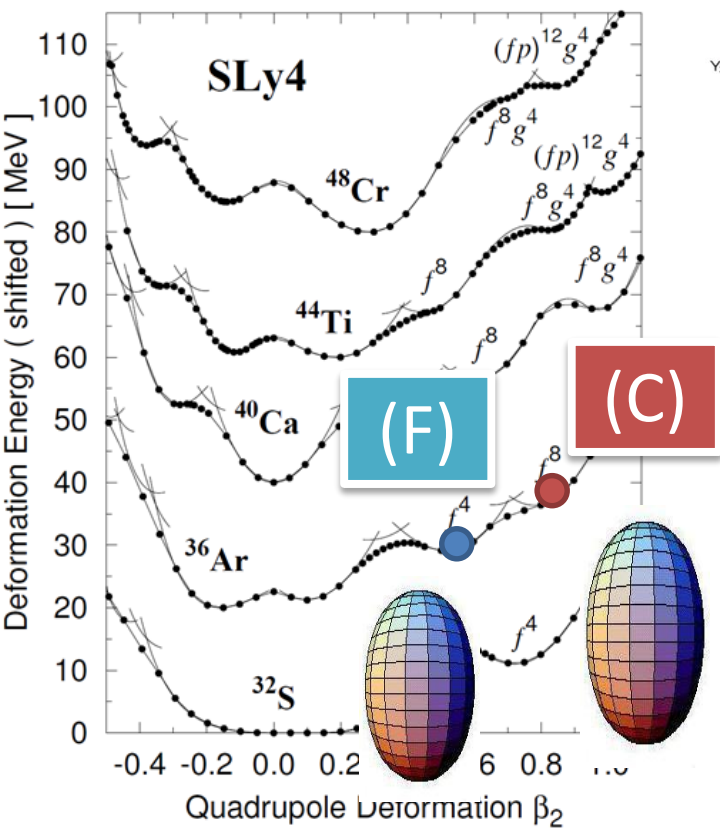 110
100
90
80
70
60
50
40
30
20
10
0
Deformation Energy ( shifted ) [ MeV ]
SLy4
(fp)¹²g⁴
f⁸g⁴
⁴⁸Cr
(fp)¹²g⁴
f⁸g⁴
f⁸
⁴⁴Ti
f⁸g⁴
f⁸
⁴⁰Ca
(F)
(C)
f⁸
f⁴
³⁶Ar
f⁴
³²S
-0.4 -0.2 0.0 0.2 0.8
Quadrupole Deformation β₂